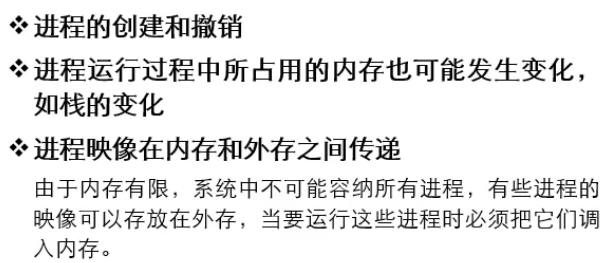 ❖进程的创建和撤销
❖进程运行过程中所占用的内存也可能发生变化，
如栈的变化
❖进程映像在内存和外存之间传递
由于内存有限，系统中不可能容纳所有进程，有些进程的
映像可以存放在外存，当要运行这些进程时必须把它们调
入内存。